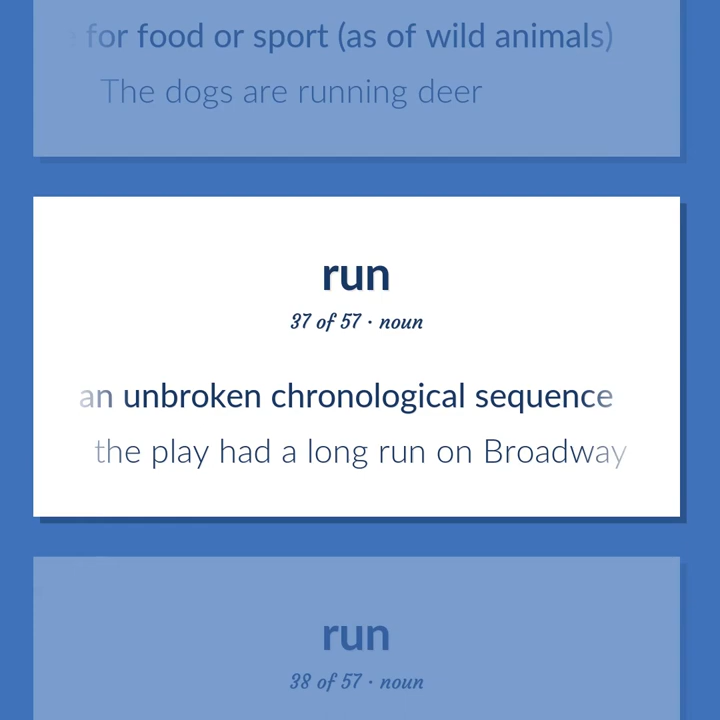 for food or sport (as of wild animals)
The dogs are running deer
run
37 of 57 · noun
an unbroken chronological sequence
the play had a long run on Broadway
run
38 of 57 · noun